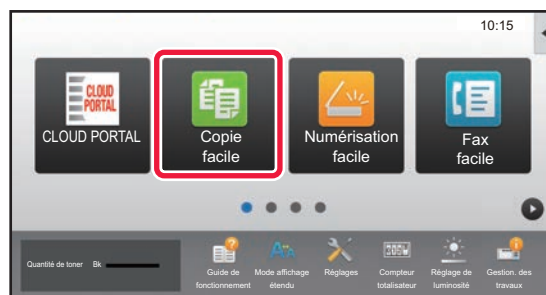 10:15
CLOUD
PORTAL
CLOUD PORTAL
Copie
facile
Numérisation
facile
Fax
facile
Quantité de toner Bk
Guide de
fonctionnement
Mode affichage
étendu
Réglages
Compteur
totalisateur
Réglage de
luminosité
Gestion. des
travaux